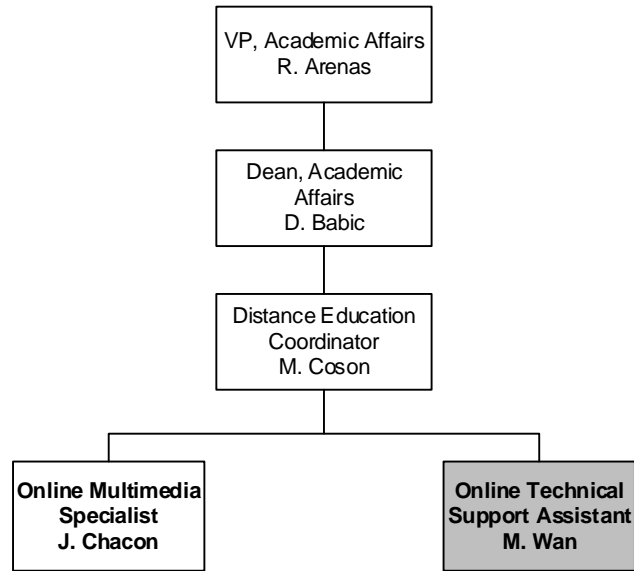 VP, Academic Affairs
R. Arenas
Dean, Academic
Affairs
D. Babic
Distance Education
Coordinator
M. Coson
Online Multimedia
Specialist
J. Chacon
Online Technical
Support Assistant
M. Wan